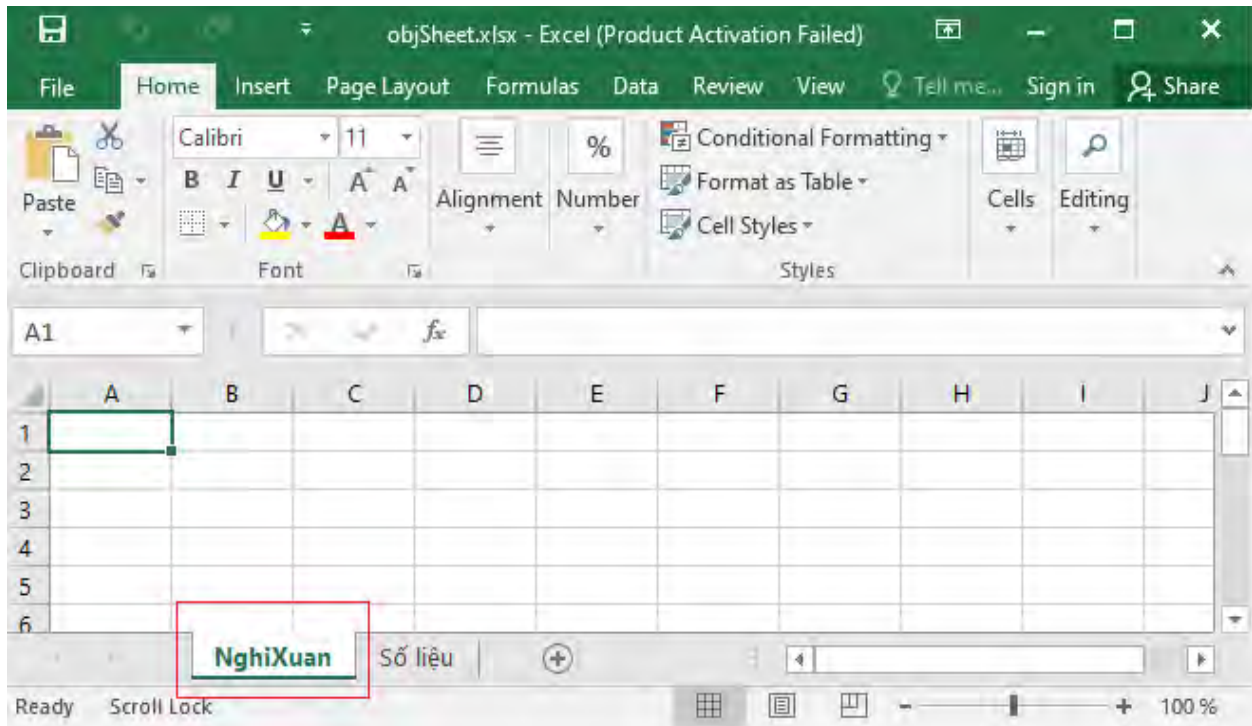 objSheet.xlsx - Excel (Product Activation Failed)
File Home Insert Page Layout Formulas Data Review View Tell me... Sign in Share
Calibri 11 % Conditional Formatting
B I U A A Format as Table
Paste Alignment Number Cells Editing
A Cell Styles
Clipboard Font Styles
A1 fx
A B C D E F G H I J
1
2
3
4
5
6
NghiXuan Số liệu
Ready Scroll Lock - + 100 %